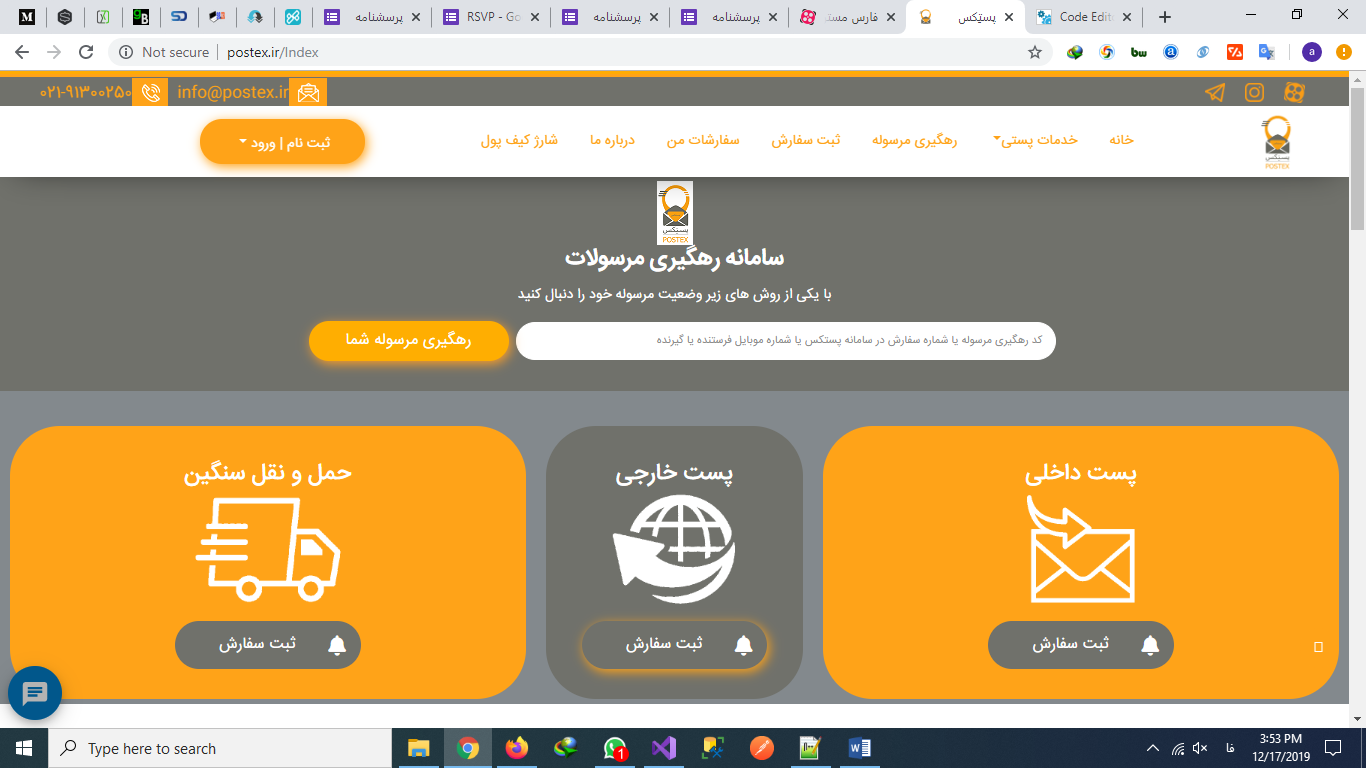 پرسشنامه
RSVP - Go
پرسشنامه
پرسشنامه
فارس مست
پستِکس
Code Edit
Not secure | postex.ir/Index
۰۲۱-۹۱۳۰۰۲۵۰
info@postex.ir
خانه
خدمات پستی
رهگیری مرسوله
ثبت سفارش
سفارشات من
درباره ما
شارژ کیف پول
ثبت نام | ورود
پستِکس
POSTEX
پستِکس
POSTEX
سامانه رهگیری مرسولات
با یکی از روش های زیر وضعیت مرسوله خود را دنبال کنید
کد رهگیری مرسوله یا شماره سفارش در سامانه پستکس یا شماره موبایل فرستنده یا گیرنده
رهگیری مرسوله شما
پست داخلی
پست خارجی
حمل و نقل سنگین
ثبت سفارش
ثبت سفارش
ثبت سفارش
Type here to search
1
فا
3:53 PM
12/17/2019